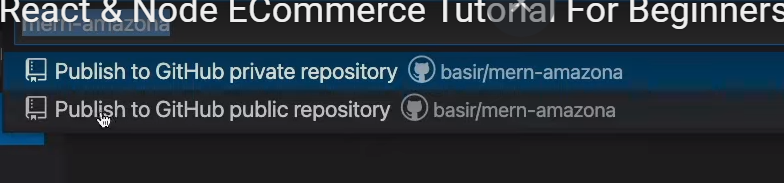 React & Node ECommerce Tutorial For Beginners
mern-amazona
Publish to GitHub private repository basir/mern-amazona
Publish to GitHub public repository basir/mern-amazona